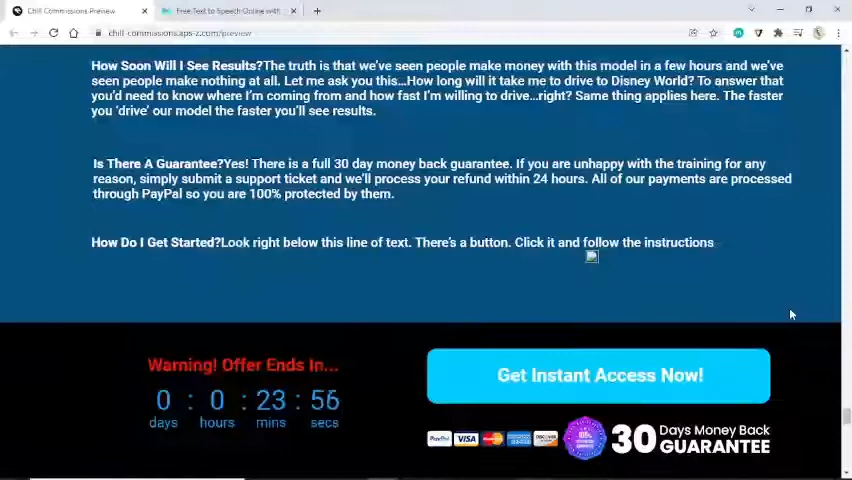 Chill Commissions Preview
Free Text to Speech Online with
chill-commissions.aps-z.com/preview
How Soon Will I See Results?The truth is that we've seen people make money with this model in a few hours and we've
seen people make nothing at all. Let me ask you this...How long will it take me to drive to Disney World? To answer that
you'd need to know where I'm coming from and how fast I'm willing to drive...right? Same thing applies here. The faster
you 'drive' our model the faster you'll see results.
Is There A Guarantee?Yes! There is a full 30 day money back guarantee. If you are unhappy with the training for any
reason, simply submit a support ticket and we'll process your refund within 24 hours. All of our payments are processed
through PayPal so you are 100% protected by them.
How Do I Get Started?Look right below this line of text. There's a button. Click it and follow the instructions
Warning! Offer Ends In...
0 : 0 : 23 : 56
days hours mins secs
Get Instant Access Now!
PayPal VISA DISCOVER
100%
30 Days Money Back
GUARANTEE